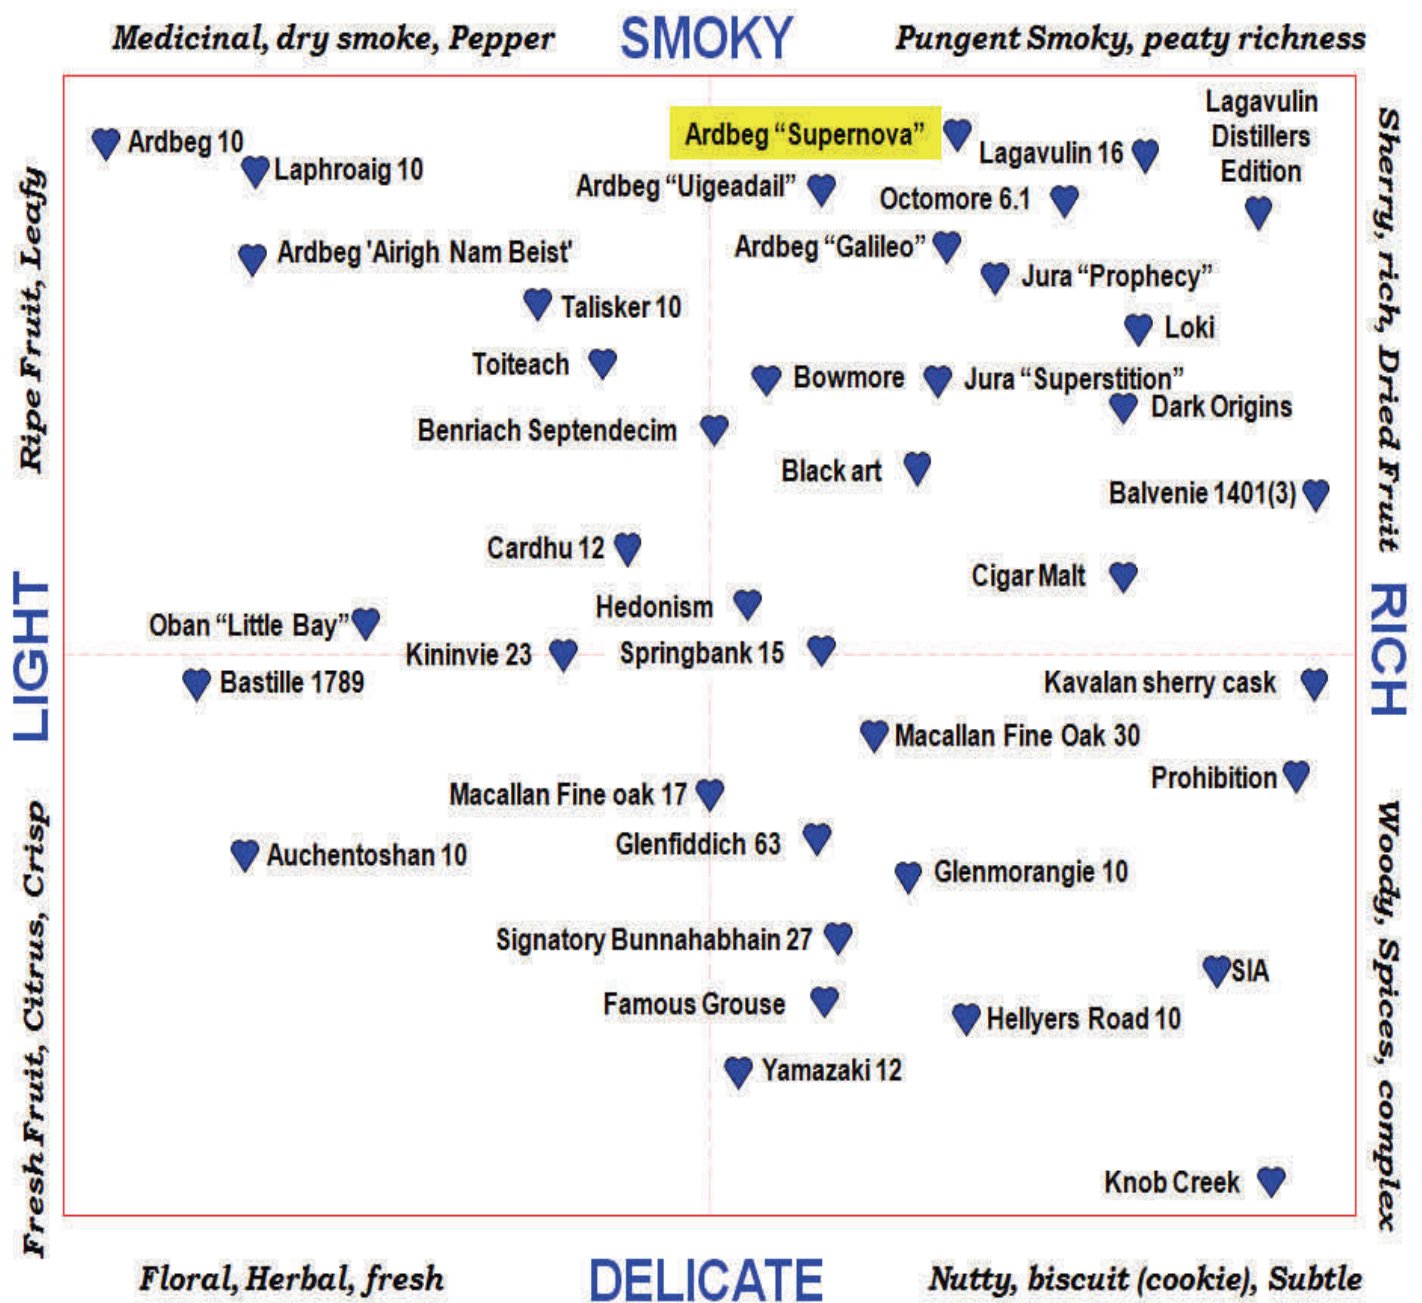 Medicinal, dry smoke, Pepper
SMOKY
Pungent Smoky, peaty richness
Lagavulin
Distillers
Edition
Ardbeg 10
Ardbeg “Supernova”
Lagavulin 16
Laphroaig 10
Ardbeg “Uigeadail”
Octomore 6.1
Ardbeg 'Airigh Nam Beist'
Ardbeg “Galileo”
Jura “Prophecy”
Talisker 10
Loki
Toiteach
Bowmore
Jura “Superstition”
Dark Origins
Benriach Septendecim
Black art
Balvenie 1401(3)
Cardhu 12
Cigar Malt
Hedonism
Oban “Little Bay”
Kininvie 23
Springbank 15
Bastille 1789
Kavalan sherry cask
Macallan Fine Oak 30
Prohibition
Macallan Fine oak 17
Glenfiddich 63
Auchentoshan 10
Glenmorangie 10
Signatory Bunnahabhain 27
SIA
Famous Grouse
Hellyers Road 10
Yamazaki 12
Knob Creek
Ripe Fruit, Leafy
LIGHT
Fresh Fruit, Citrus, Crisp
Sherry, rich, Dried Fruit
RICH
Woody, Spices, complex
Floral, Herbal, fresh
DELICATE
Nutty, biscuit (cookie), Subtle